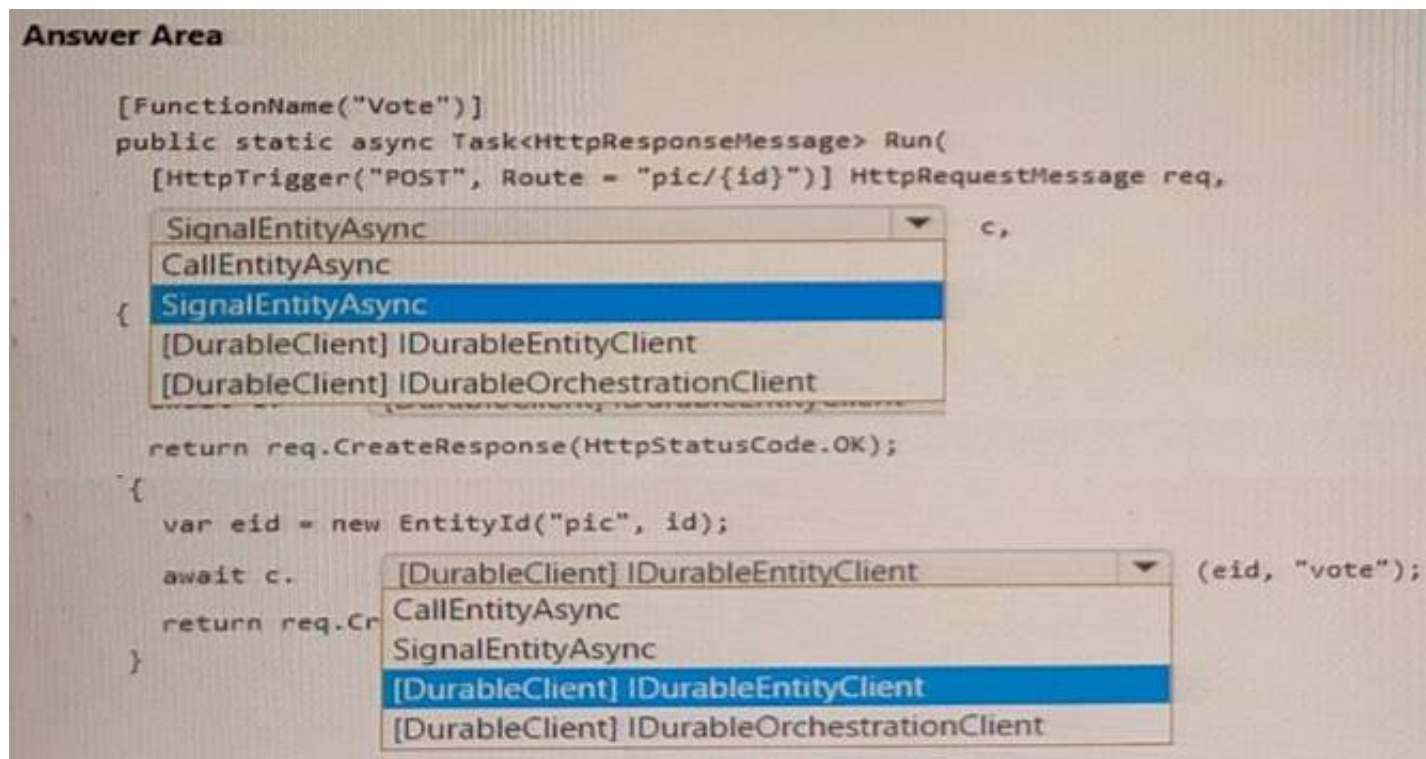 Answer Area
[FunctionName("Vote")]
public static async Task<HttpResponseMessage> Run(
[HttpTrigger("POST", Route = "pic/{id}")] HttpRequestMessage req,
SignalEntityAsync c,
CallEntityAsync
{ SignalEntityAsync
[DurableClient] IDurableEntityClient
[DurableClient] IDurableOrchestrationClient
return req.CreateResponse(HttpStatusCode.OK);
{
var eid = new EntityId("pic", id);
await c. [DurableClient] IDurableEntityClient (eid, "vote");
CallEntityAsync
return req.Cr
SignalEntityAsync
}
[DurableClient] IDurableEntityClient
[DurableClient] IDurableOrchestrationClient